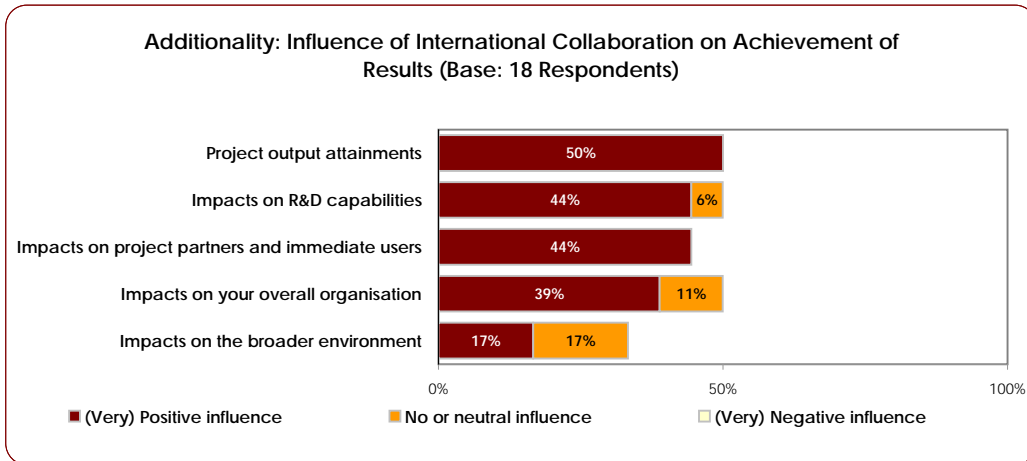 Additionality: Influence of International Collaboration on Achievement of
Results (Base: 18 Respondents)
Project output attainments
50%
Impacts on R&D capabilities
44%
6%
Impacts on project partners and immediate users
44%
Impacts on your overall organisation
39%
11%
Impacts on the broader environment
17%
17%
0%
50%
100%
(Very) Positive influence
No or neutral influence
(Very) Negative influence